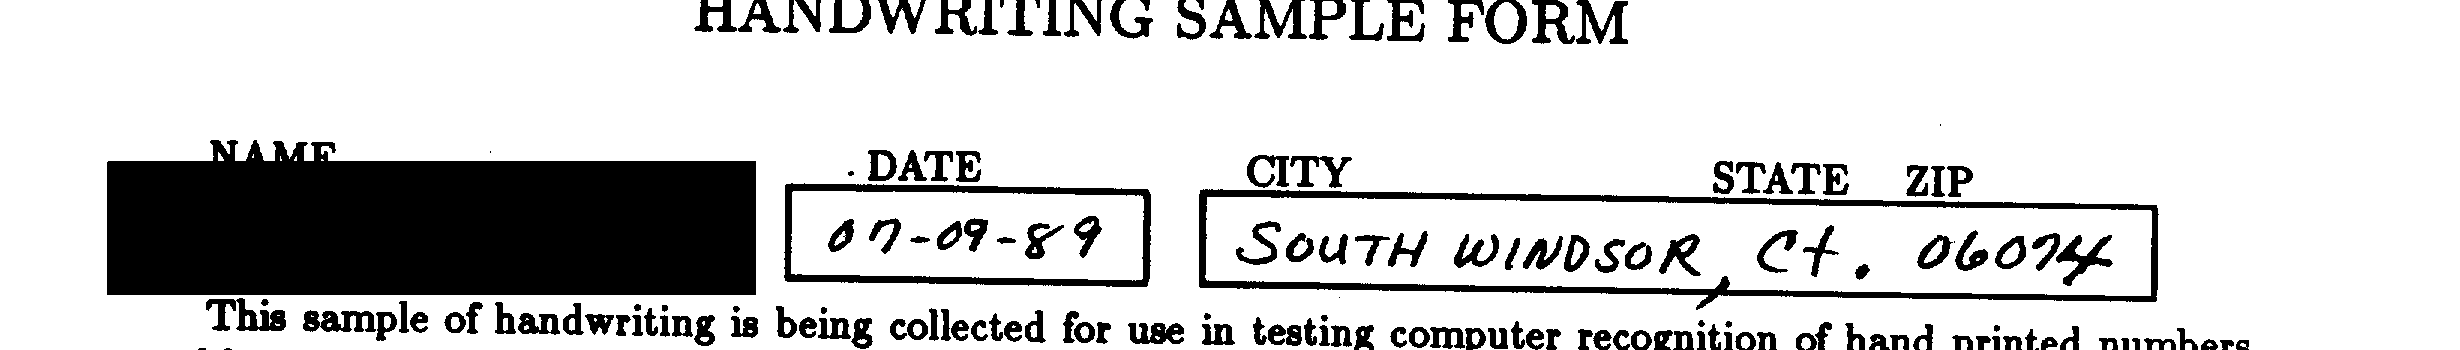 HANDWRITING SAMPLE FORM
NAME DATE CITY STATE ZIP
07-09-89 SOUTH WINDSOR, Ct. 06074
This sample of handwriting is being collected for use in testing computer recognition of hand printed numbers